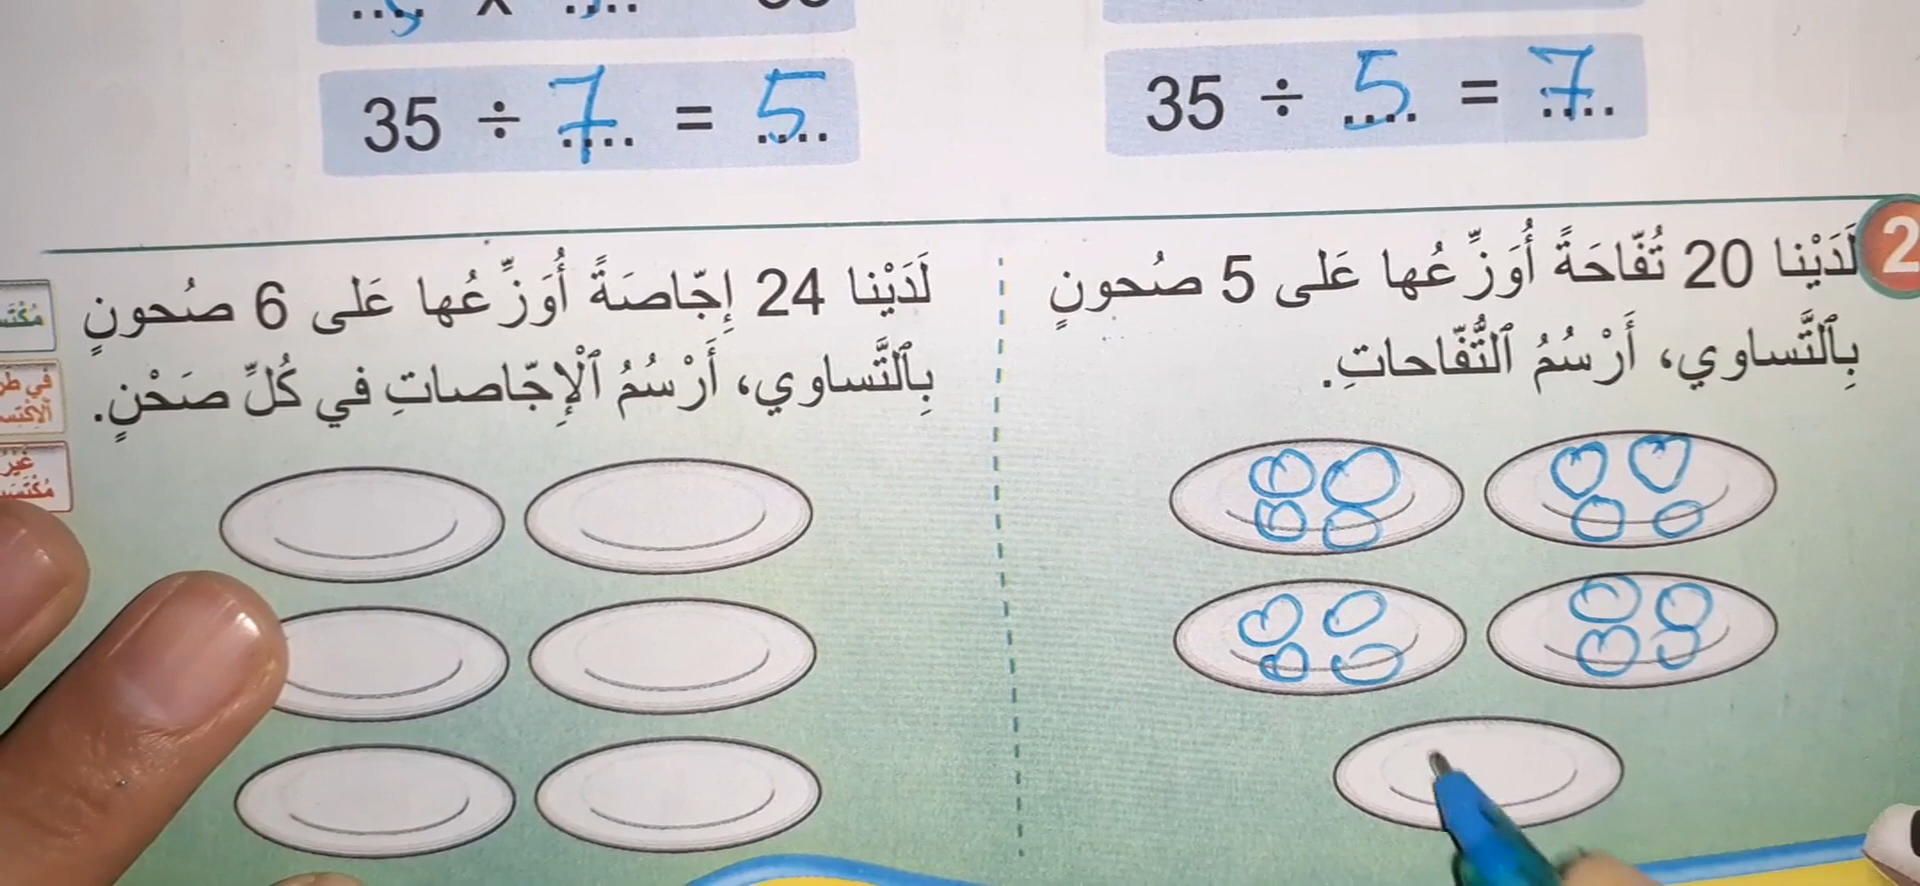 35 ÷ 5 = 7
35 ÷ 7 = 5
2
لَدَيْنا 20 تُفّاحَةً أُوَزِّعُها عَلى 5 صُحونٍ
بِٱلتَّساوي، أَرْسُمُ ٱلتُّفّاحاتِ.
لَدَيْنا 24 إِجّاصَةً أُوَزِّعُها عَلى 6 صُحونٍ
بِٱلتَّساوي، أَرْسُمُ ٱلْإِجّاصاتِ في كُلِّ صَحْنٍ.